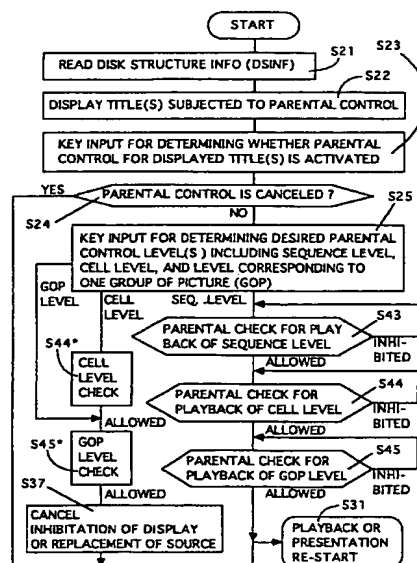 START
S21
READ DISK STRUCTURE INFO (DSINF)
S22
DISPLAY TITLE(S) SUBJECTED TO PARENTAL CONTROL
S23
KEY INPUT FOR DETERMINING WHETHER PARENTAL
CONTROL FOR DISPLAYED TITLE(S) IS ACTIVATED
YES
PARENTAL CONTROL IS CANCELED ?
S24
NO
S25
KEY INPUT FOR DETERMINING DESIRED PARENTAL
CONTROL LEVEL(S) INCLUDING SEQUENCE LEVEL,
CELL LEVEL, AND LEVEL CORRESPONDING TO
ONE GROUP OF PICTURE (GOP)
GOP
LEVEL
CELL
LEVEL
SEQ. LEVEL
S43
PARENTAL CHECK FOR PLAY
BACK OF SEQUENCE LEVEL
INHI-
BITED
ALLOWED
S44*
CELL
LEVEL
CHECK
ALLOWED
S44
PARENTAL CHECK FOR
PLAYBACK OF CELL LEVEL
INHI-
BITED
ALLOWED
S45*
GOP
LEVEL
CHECK
ALLOWED
S45
PARENTAL CHECK FOR
PLAYBACK OF GOP LEVEL
INHI-
BITED
ALLOWED
S37
CANCEL
INHIBITATION OF DISPLAY
OR REPLACEMENT OF SOURCE
S31
PLAYBACK OR
PRESENTATION
RE-START